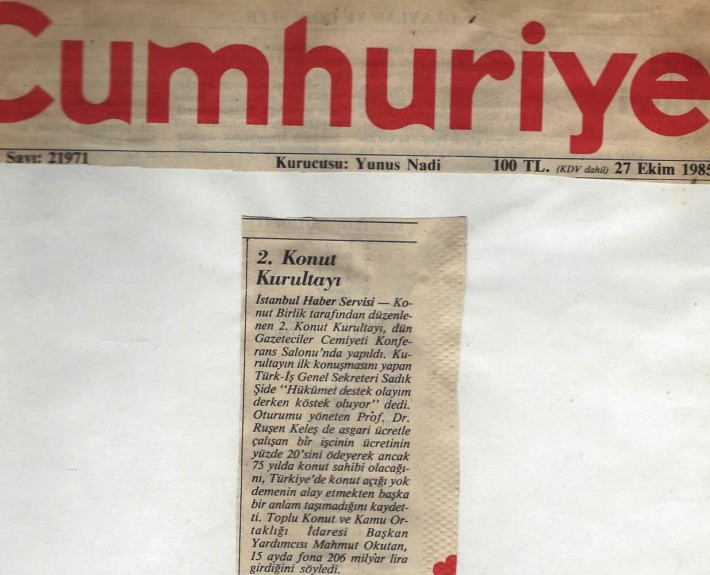 Cumhuriye
Sayı: 21971 Kurucusu: Yunus Nadi 100 TL. (KDV dahil) 27 Ekim 1985
2. Konut
Kurultayı
İstanbul Haber Servisi — Ko-
nut Birlik tarafından düzenle-
nen 2. Konut Kurultayı, dün
Gazeteciler Cemiyeti Konfe-
rans Salonu'nda yapıldı. Ku-
rultayın ilk konuşmasını yapan
Türk-İş Genel Sekreteri Sadık
Şide "Hükümet destek olayım
derken köstek oluyor" dedi.
Oturumu yöneten Prof. Dr.
Ruşen Keleş de asgari ücretle
çalışan bir işcinin ücretinin
yüzde 20'sini ödeyerek ancak
75 yılda konut sahibi olacağı-
nı, Türkiye'de konut açığı yok
demenin alay etmekten başka
bir anlam taşımadığını kaydet-
ti. Toplu Konut ve Kamu Or-
taklığı İdaresi Başkan
Yardımcısı Mahmut Okutan,
15 ayda fona 206 milyar lira
girdiğini söyledi.